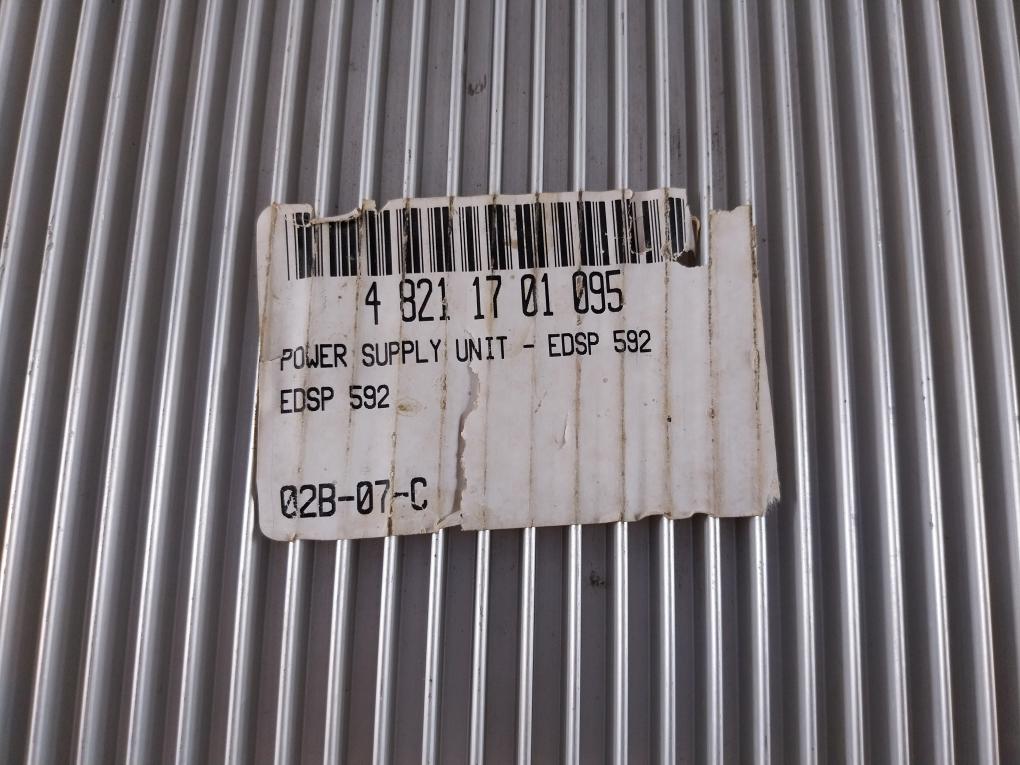 4 821 17 01 095
POWER SUPPLY UNIT - EDSP 592
EDSP 592
02B-07-C